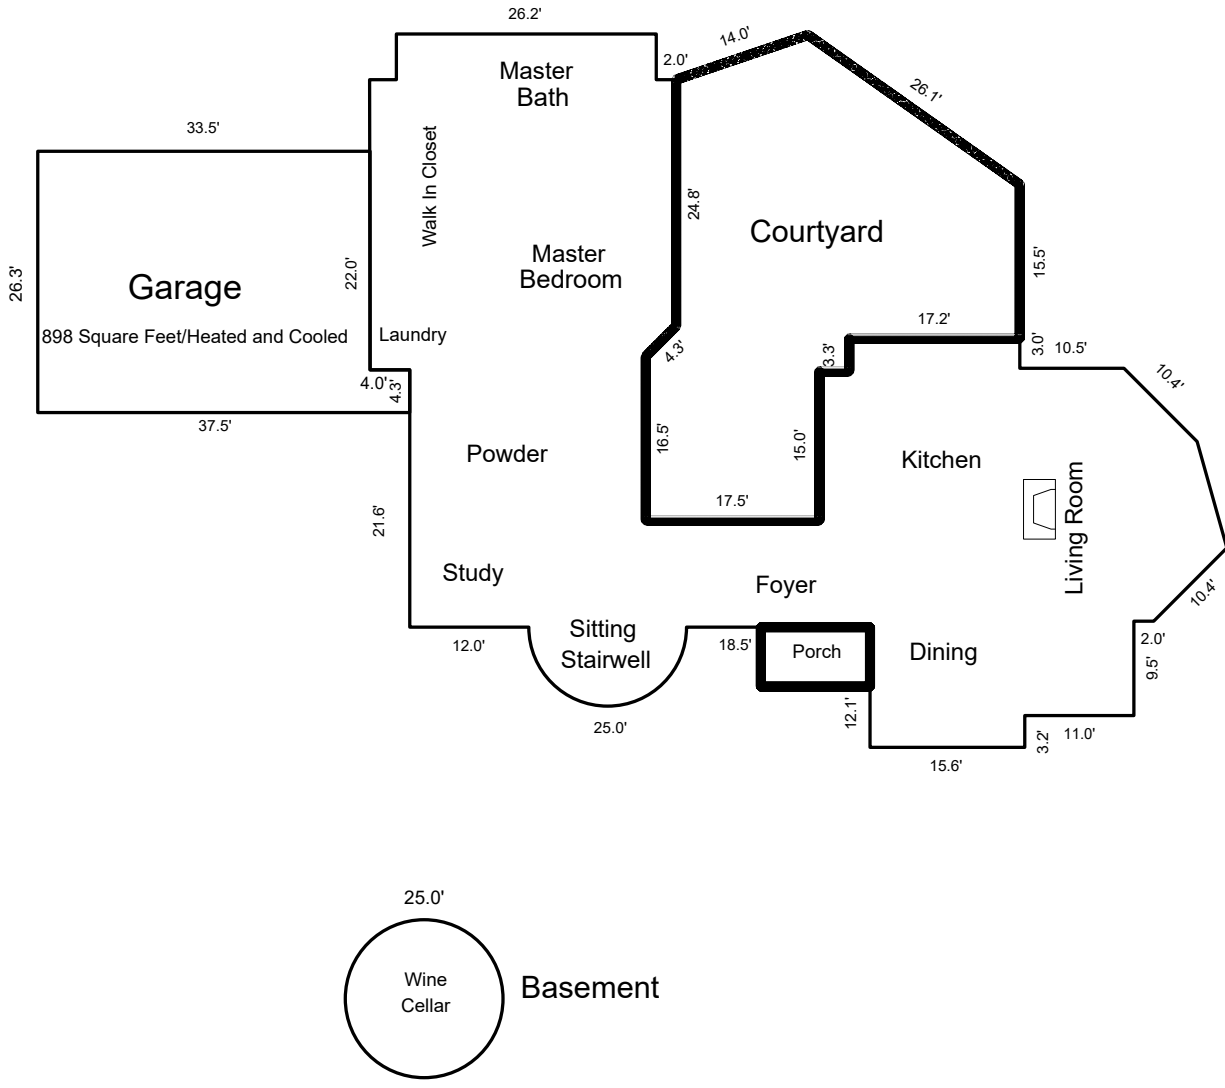 26.2'
14.0'
2.0'
Master
Bath
26.1'
33.5'
Walk In Closet
24.8'
Courtyard
Master
Bedroom
26.3'
Garage
22.0'
15.5'
898 Square Feet/Heated and Cooled
Laundry
17.2'
4.3'
3.3'
3.0'
10.5'
10.4'
4.0'
4.3'
37.5'
Powder
16.5'
15.0'
Kitchen
17.5'
21.6'
Living Room
Study
Foyer
10.4'
Sitting
Stairwell
12.0'
18.5'
Porch
Dining
2.0'
9.5'
12.1'
25.0'
3.2'
11.0'
15.6'
25.0'
Wine
Cellar
Basement